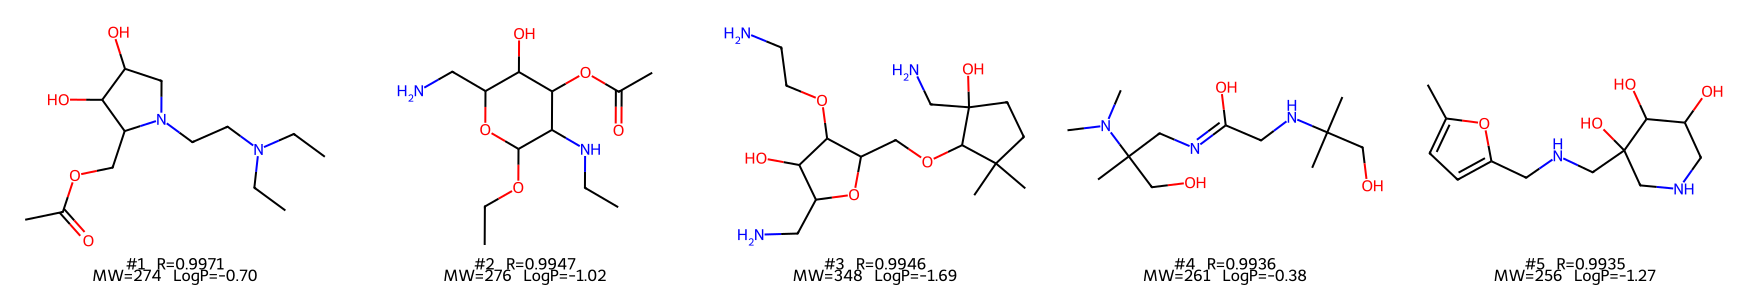 OH
HO
N
N
O
O
#1 R=0.9971
MW=274 LogP=-0.70
OH
H2N
O
O
O
NH
O
#2 R=0.9947
MW=276 LogP=-1.02
H2N
O
H2N
OH
HO
O
O
H2N
#3 R=0.9946
MW=348 LogP=-1.69
OH
H
N
N
N
OH
OH
#4 R=0.9936
MW=261 LogP=-0.38
HO
OH
O
HO
H
N
NH
#5 R=0.9935
MW=256 LogP=-1.27